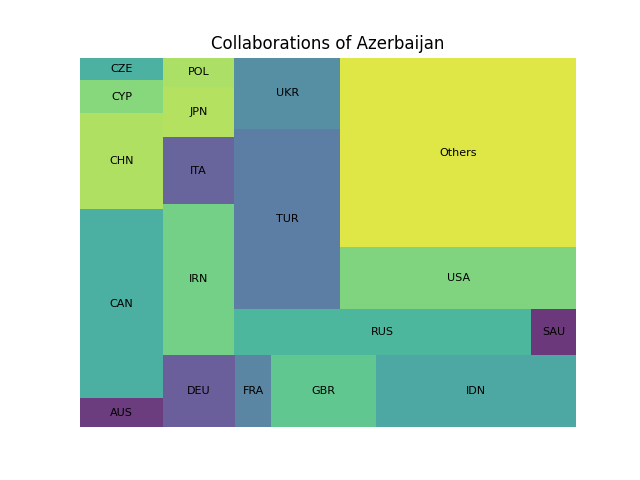 Collaborations of Azerbaijan
CZE
CYP
CHN
CAN
AUS
POL
JPN
ITA
IRN
DEU
UKR
TUR
Others
USA
RUS
SAU
FRA
GBR
IDN